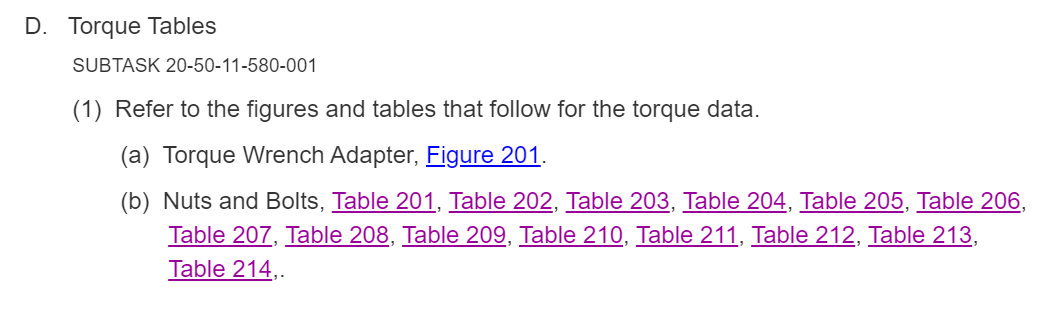 D. Torque Tables
SUBTASK 20-50-11-580-001
(1) Refer to the figures and tables that follow for the torque data.
(a) Torque Wrench Adapter, Figure 201.
(b) Nuts and Bolts, Table 201, Table 202, Table 203, Table 204, Table 205, Table 206,
Table 207, Table 208, Table 209, Table 210, Table 211, Table 212, Table 213,
Table 214,.